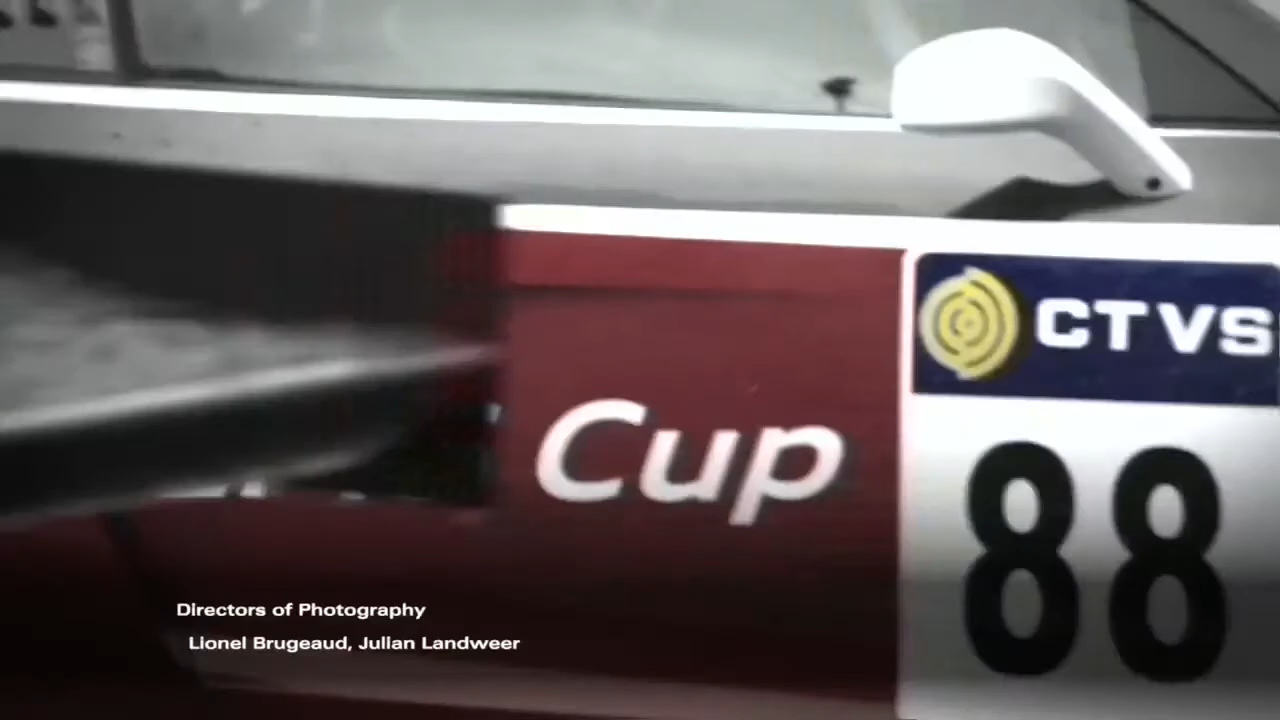 CTVS
Cup
88
Directors of Photography
Lionel Brugeaud, Julian Landweer